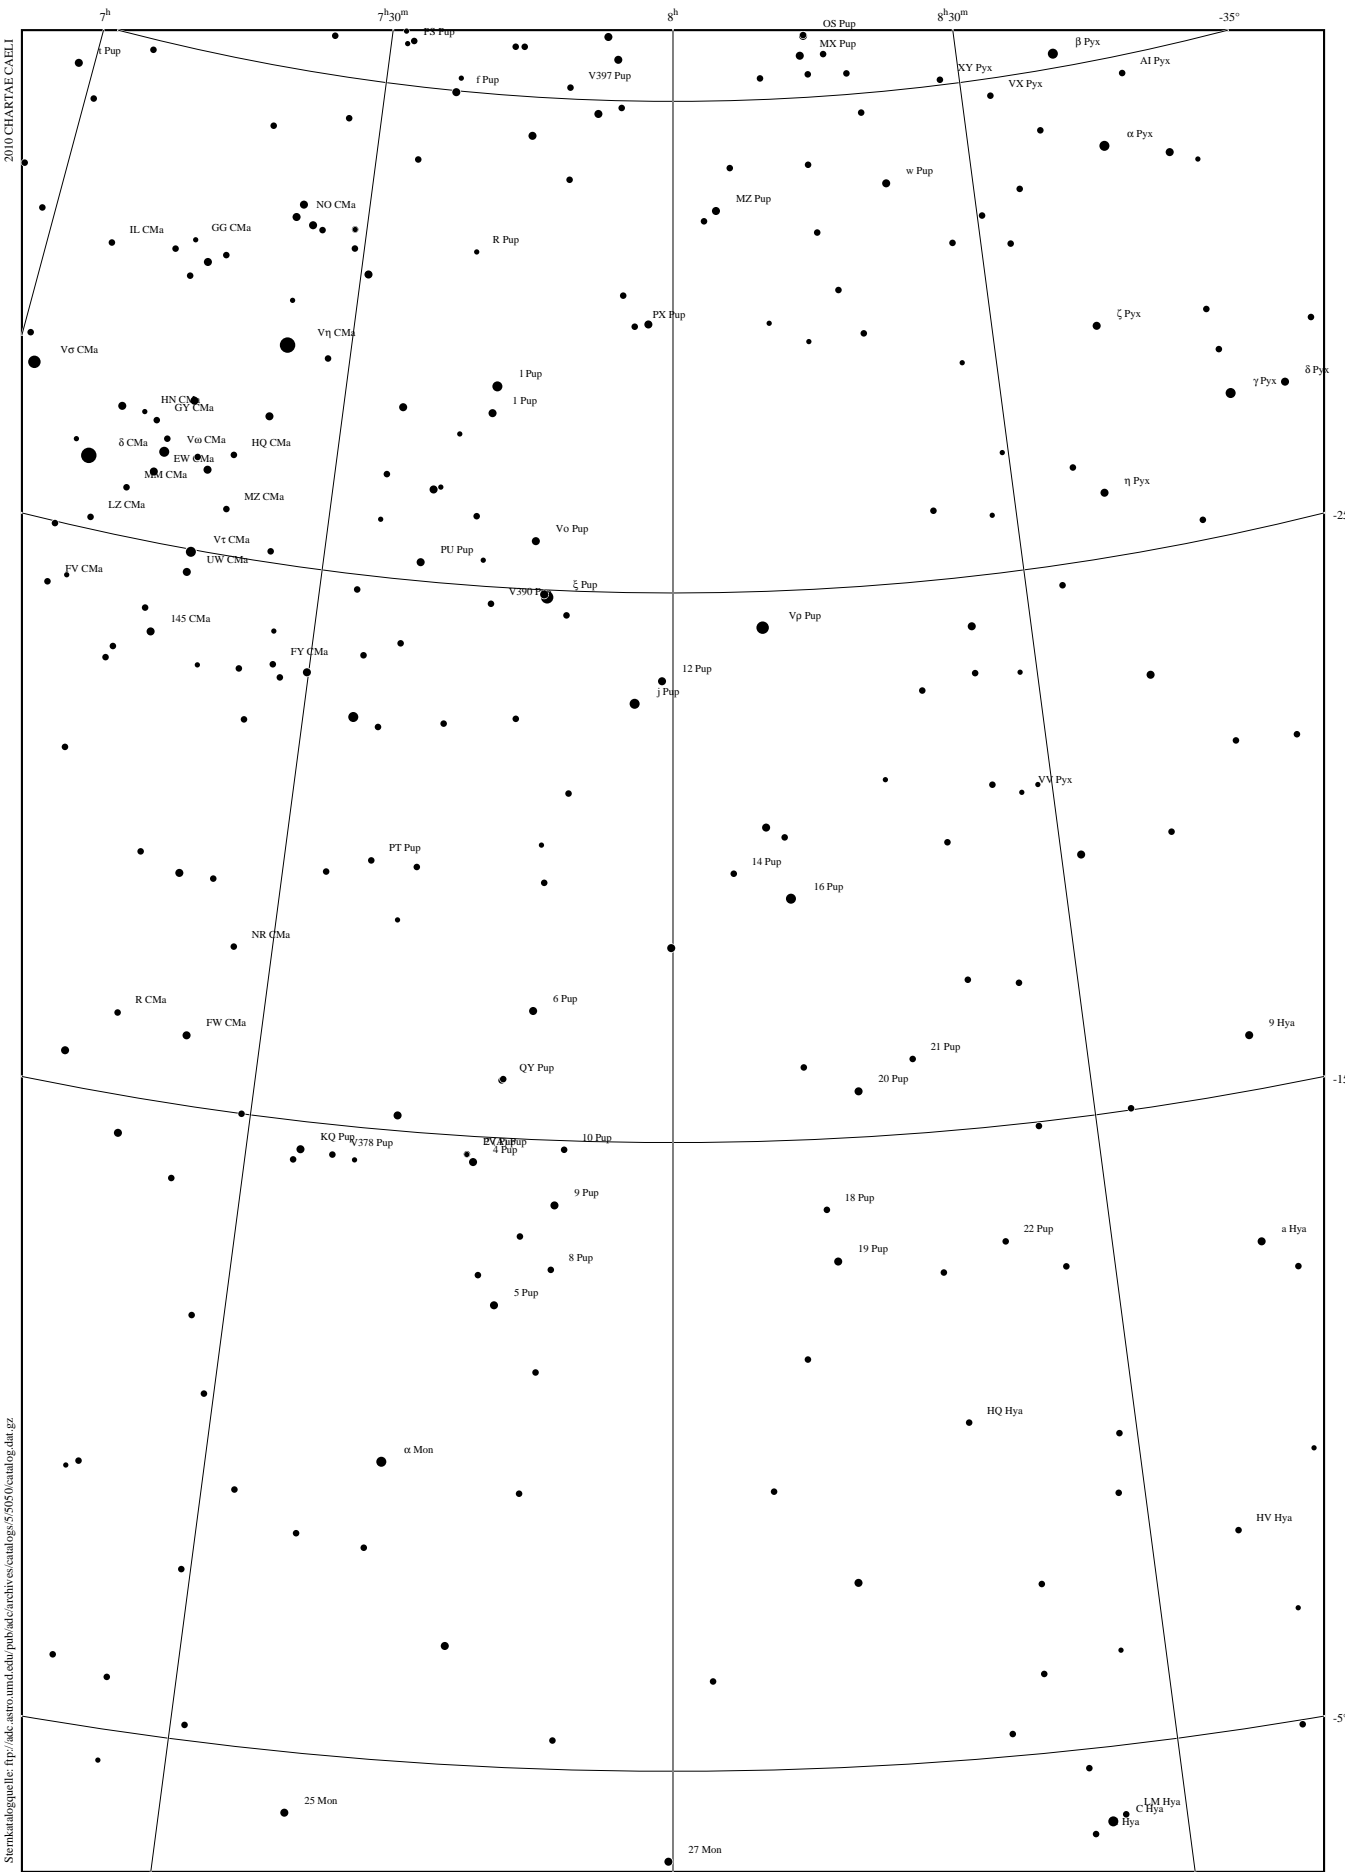 7h
7h30m
8h
8h30m
-35°
2010 CHARTAE CAELI
t Pup
PS Pup
OS Pup
MX Pup
β Pyx
AI Pyx
f Pup
V397 Pup
XY Pyx
VX Pyx
α Pyx
w Pup
NO CMa
MZ Pup
IL CMa
GG CMa
R Pup
PX Pup
ζ Pyx
Vη CMa
Vσ CMa
δ Pyx
l Pup
γ Pyx
HN CMa
GY CMa
1 Pup
δ CMa
Vω CMa
HQ CMa
EW CMa
MM CMa
η Pyx
LZ CMa
MZ CMa
-25
Vo Pup
Vτ CMa
PU Pup
UW CMa
FV CMa
V390 Pup
ξ Pup
145 CMa
Vρ Pup
FY CMa
12 Pup
j Pup
VV Pyx
PT Pup
14 Pup
16 Pup
NR CMa
R CMa
6 Pup
FW CMa
9 Hya
21 Pup
QY Pup
20 Pup
-15
KQ Pup
V378 Pup
4 Pup
10 Pup
9 Pup
18 Pup
22 Pup
a Hya
19 Pup
8 Pup
5 Pup
HQ Hya
α Mon
HV Hya
-5°
25 Mon
LM Hya
C Hya
Hya
27 Mon
Sternkatalogquelle: ftp://adc.astro.umd.edu/pub/adc/archives/catalogs/5/5050/catalog.dat.gz